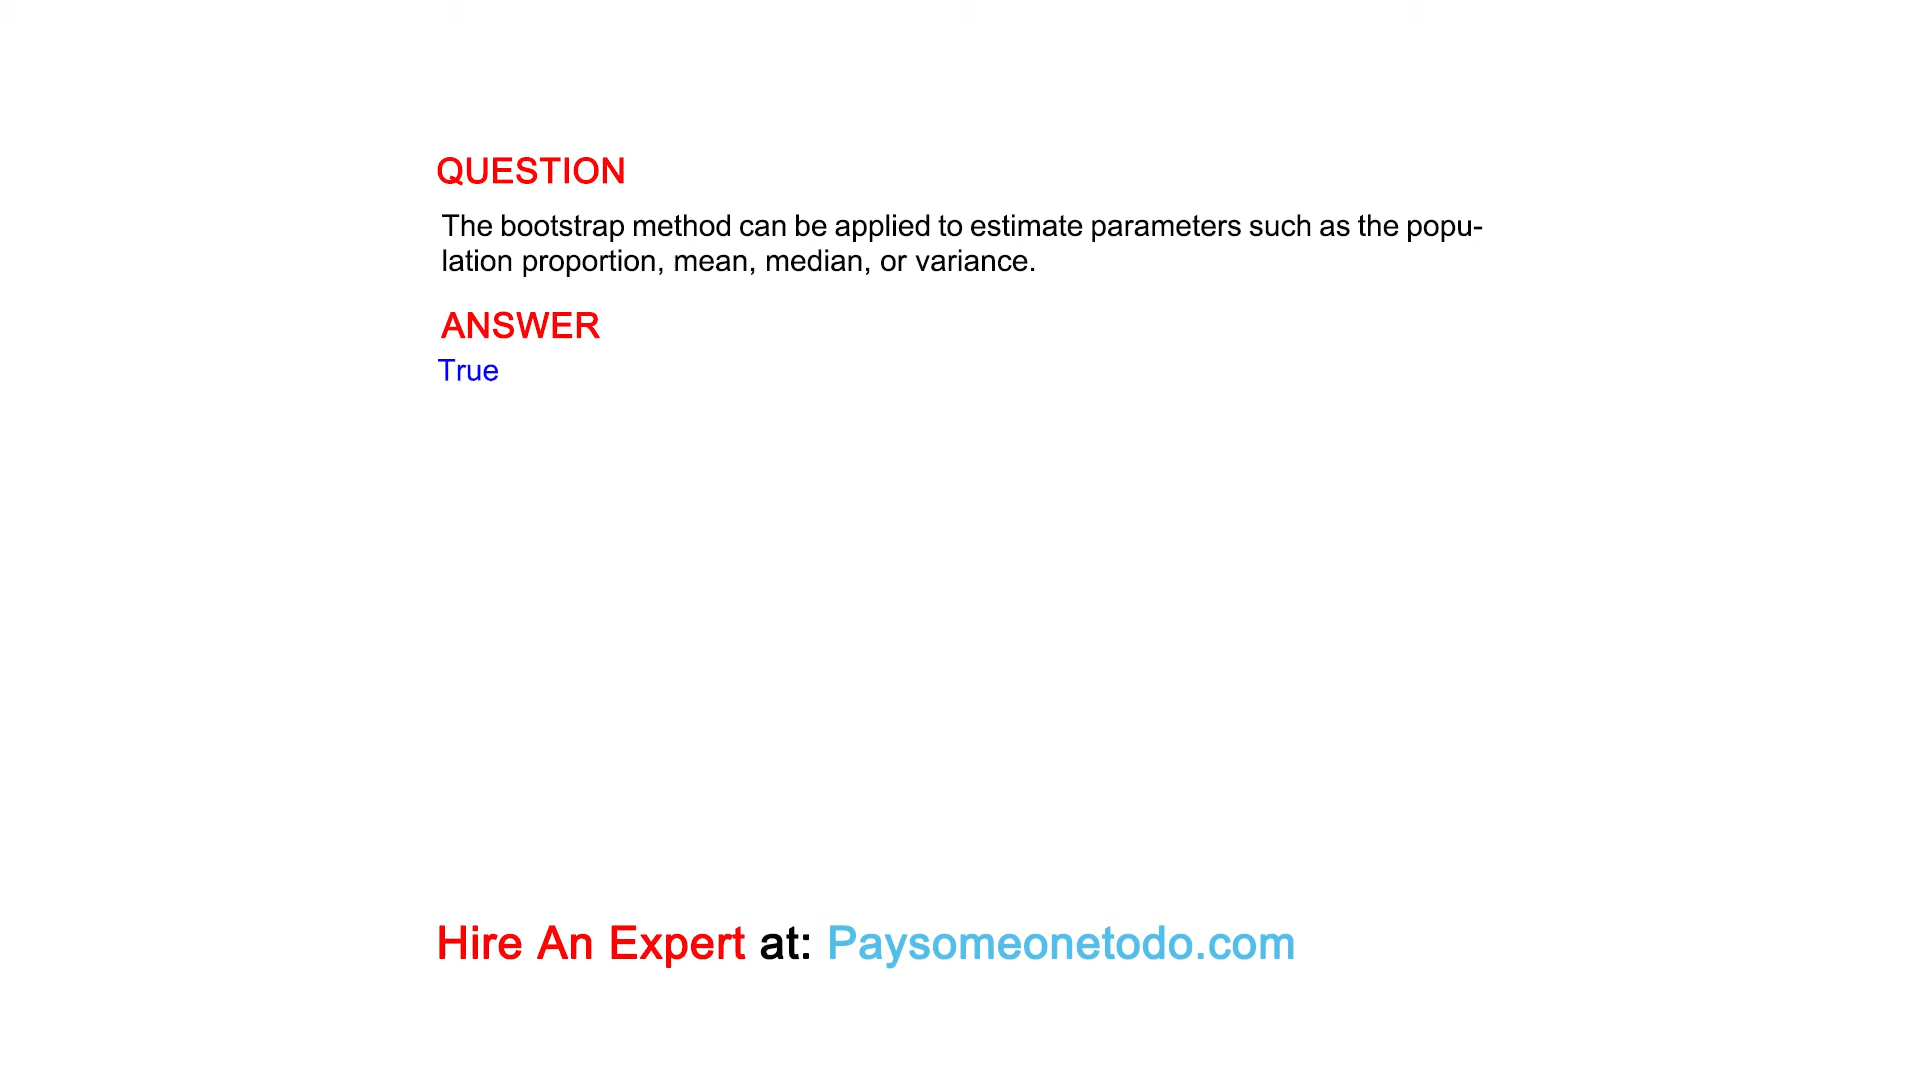 QUESTION
The bootstrap method can be applied to estimate parameters such as the popu-
lation proportion, mean, median, or variance.
ANSWER
True
Hire An Expert at: Paysomeonetodo.com